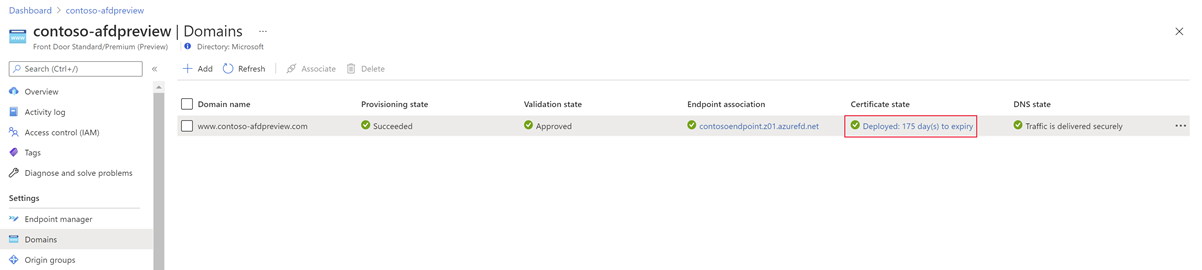 Dashboard > contoso-afdpreview >
contoso-afdpreview | Domains ...
Front Door Standard/Premium (Preview) Directory: Microsoft
Search (Ctrl+/) « + Add Refresh Associate Delete
Overview
Activity log
Access control (IAM)
Tags
Diagnose and solve problems
Settings
Endpoint manager
Domains
Origin groups
Domain name Provisioning state Validation state Endpoint association Certificate state DNS state
www.contoso-afdpreview.com Succeeded Approved contosoendpoint.z01.azurefd.net Deployed: 175 day(s) to expiry Traffic is delivered securely ...